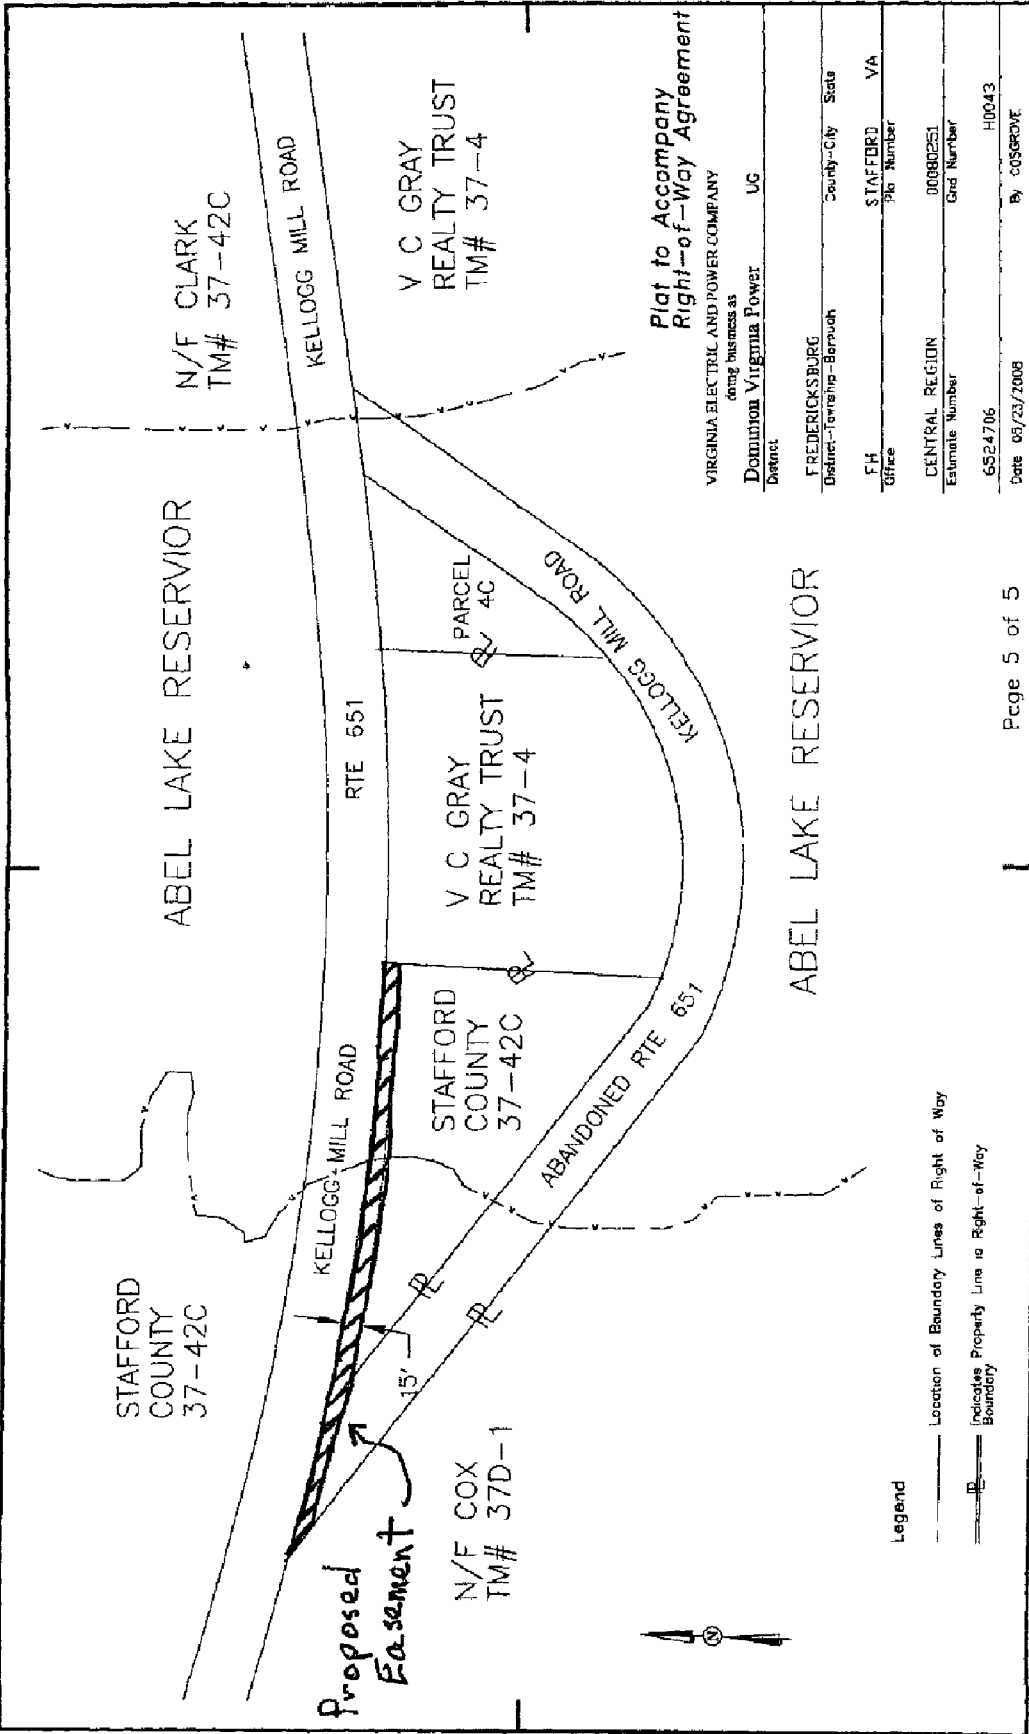 STAFFORD
COUNTY
37-42C
ABEL LAKE RESERVIOR
N/F CLARK
TM# 37-42C
KELLOGG MILL ROAD
RTE 651
KELLOGG MILL ROAD
V C GRAY
REALTY TRUST
TM# 37-4
Proposed
Easement
15'
N/F COX
TM# 37D-1
STAFFORD
COUNTY
37-42C
V C GRAY
REALTY TRUST
TM# 37-4
PARCEL
4C
KELLOGG MILL ROAD
ABANDONED RTE 651
ABEL LAKE RESERVIOR
N
Legend
Location of Boundary Lines of Right of Way
Indicates Property Line is Right-of-Way
Boundary
Page 5 of 5
Plat to Accompany
Right-of-Way Agreement
VIRGINIA ELECTRIC AND POWER COMPANY
doing business as
Dominion Virginia Power UG
District
FREDERICKSBURG
District-Township-Borough County-City State
FH STAFFORD VA
Office Plo Number
CENTRAL REGION 00080251
Estimate Number Grid Number
6524706 H0043
Date 09/23/2008 By COSGROVE